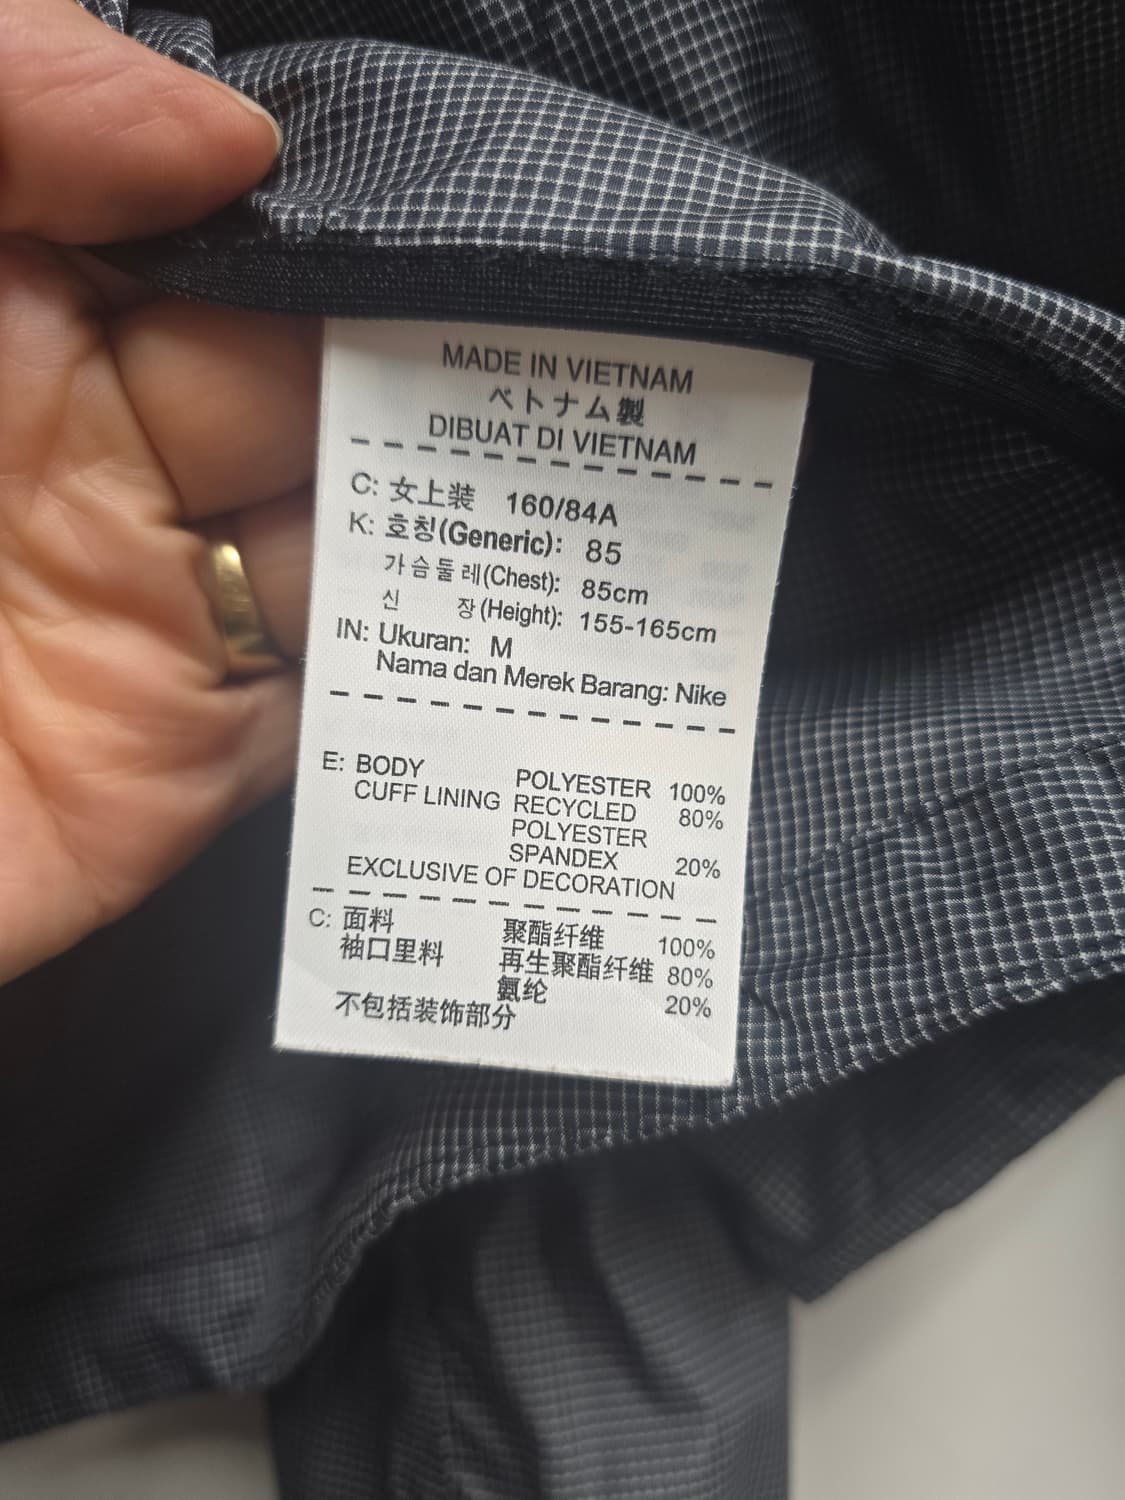 MADE IN VIETNAM
ベトナム製
DIBUAT DI VIETNAM
C: 女上装 160/84A
K: 호칭(Generic): 85
가슴둘레(Chest): 85cm
신 장(Height): 155-165cm
IN: Ukuran: M
Nama dan Merek Barang: Nike
E: BODY POLYESTER 100%
CUFF LINING RECYCLED 80%
POLYESTER
SPANDEX 20%
EXCLUSIVE OF DECORATION
C: 面料 聚酯纤维 100%
袖口里料 再生聚酯纤维 80%
氨纶 20%
不包括装饰部分